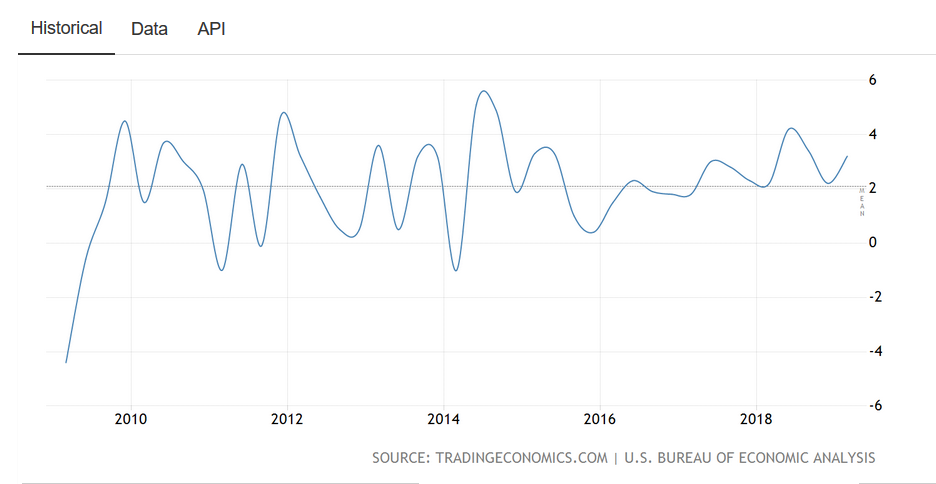 Historical Data API
6
4
2
MEAN
0
-2
-4
-6
2010 2012 2014 2016 2018
SOURCE: TRADINGECONOMICS.COM | U.S. BUREAU OF ECONOMIC ANALYSIS